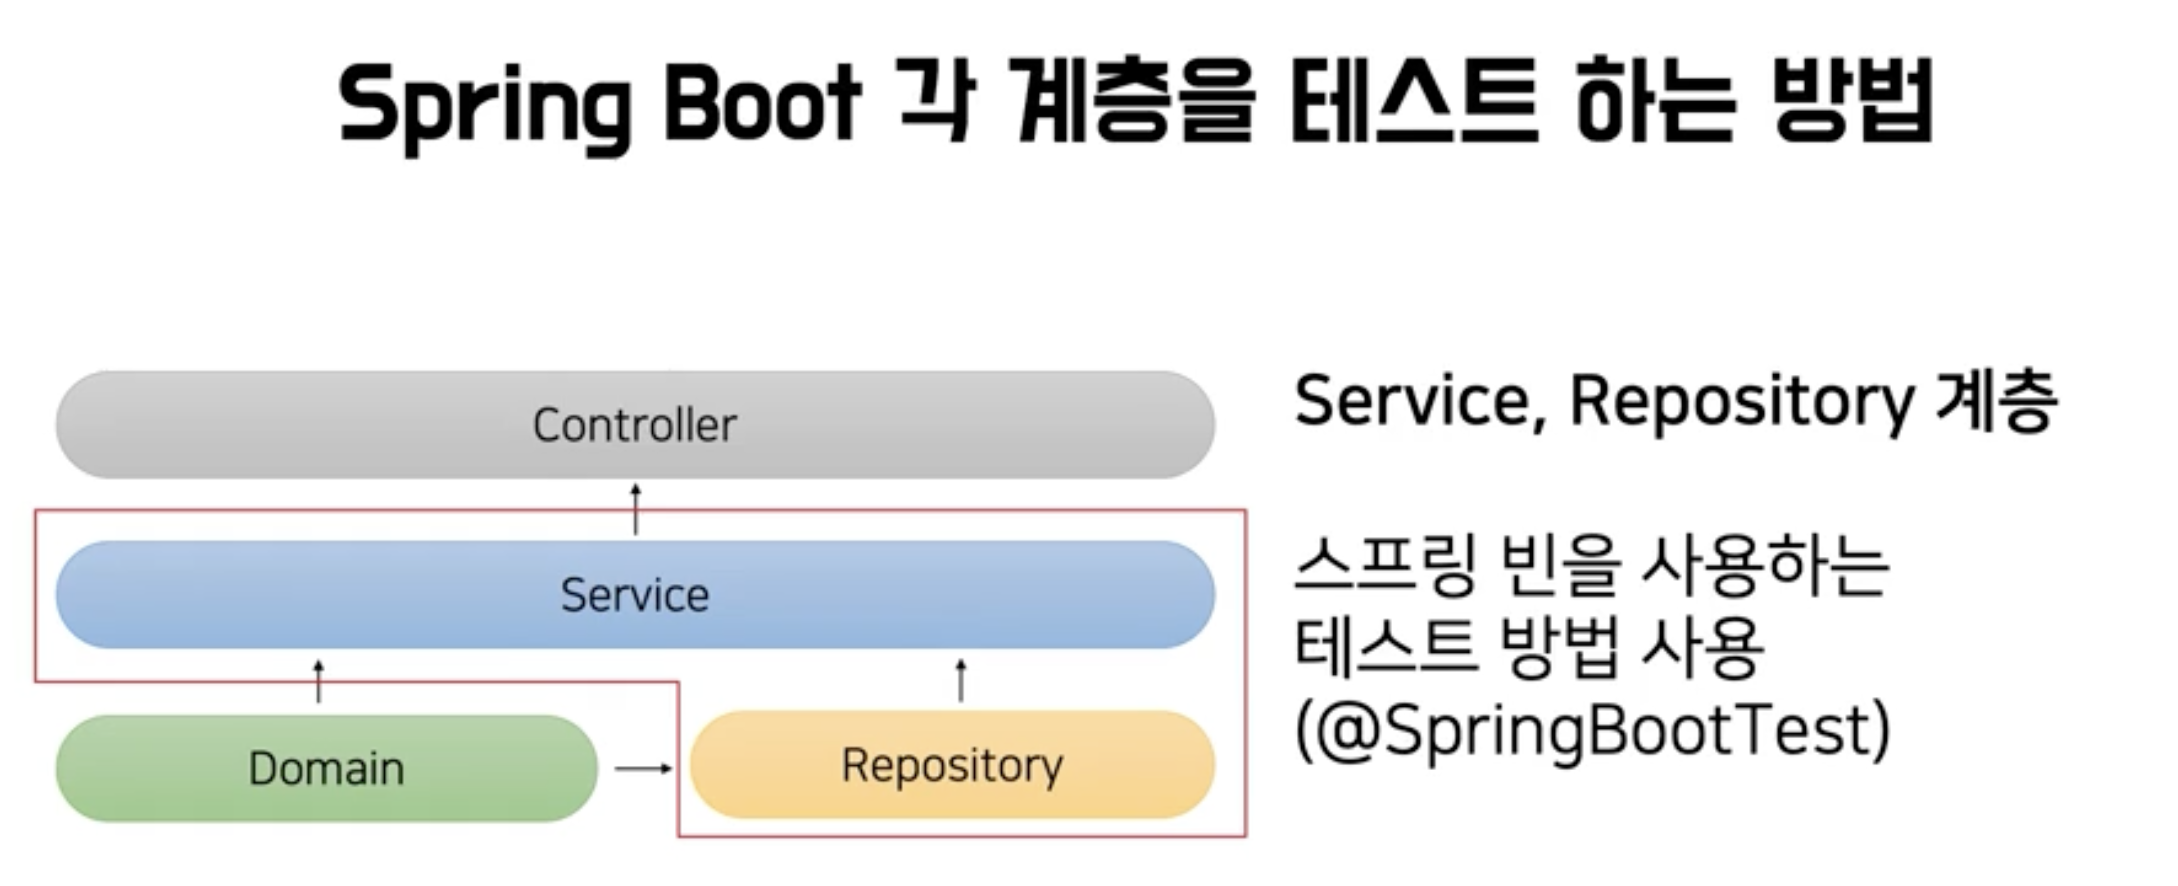 Spring Boot 각 계층을 테스트 하는 방법
Controller
Service
Domain
Repository
Service, Repository 계층
스프링 빈을 사용하는
테스트 방법 사용
(@SpringBootTest)